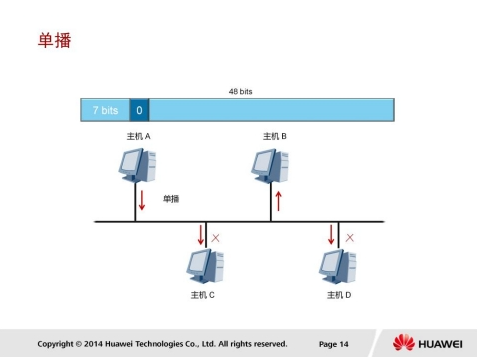 单播
48 bits
7 bits 0
主机 A 主机 B
单播
主机 C 主机 D
Copyright © 2014 Huawei Technologies Co., Ltd. All rights reserved. Page 14 HUAWEI